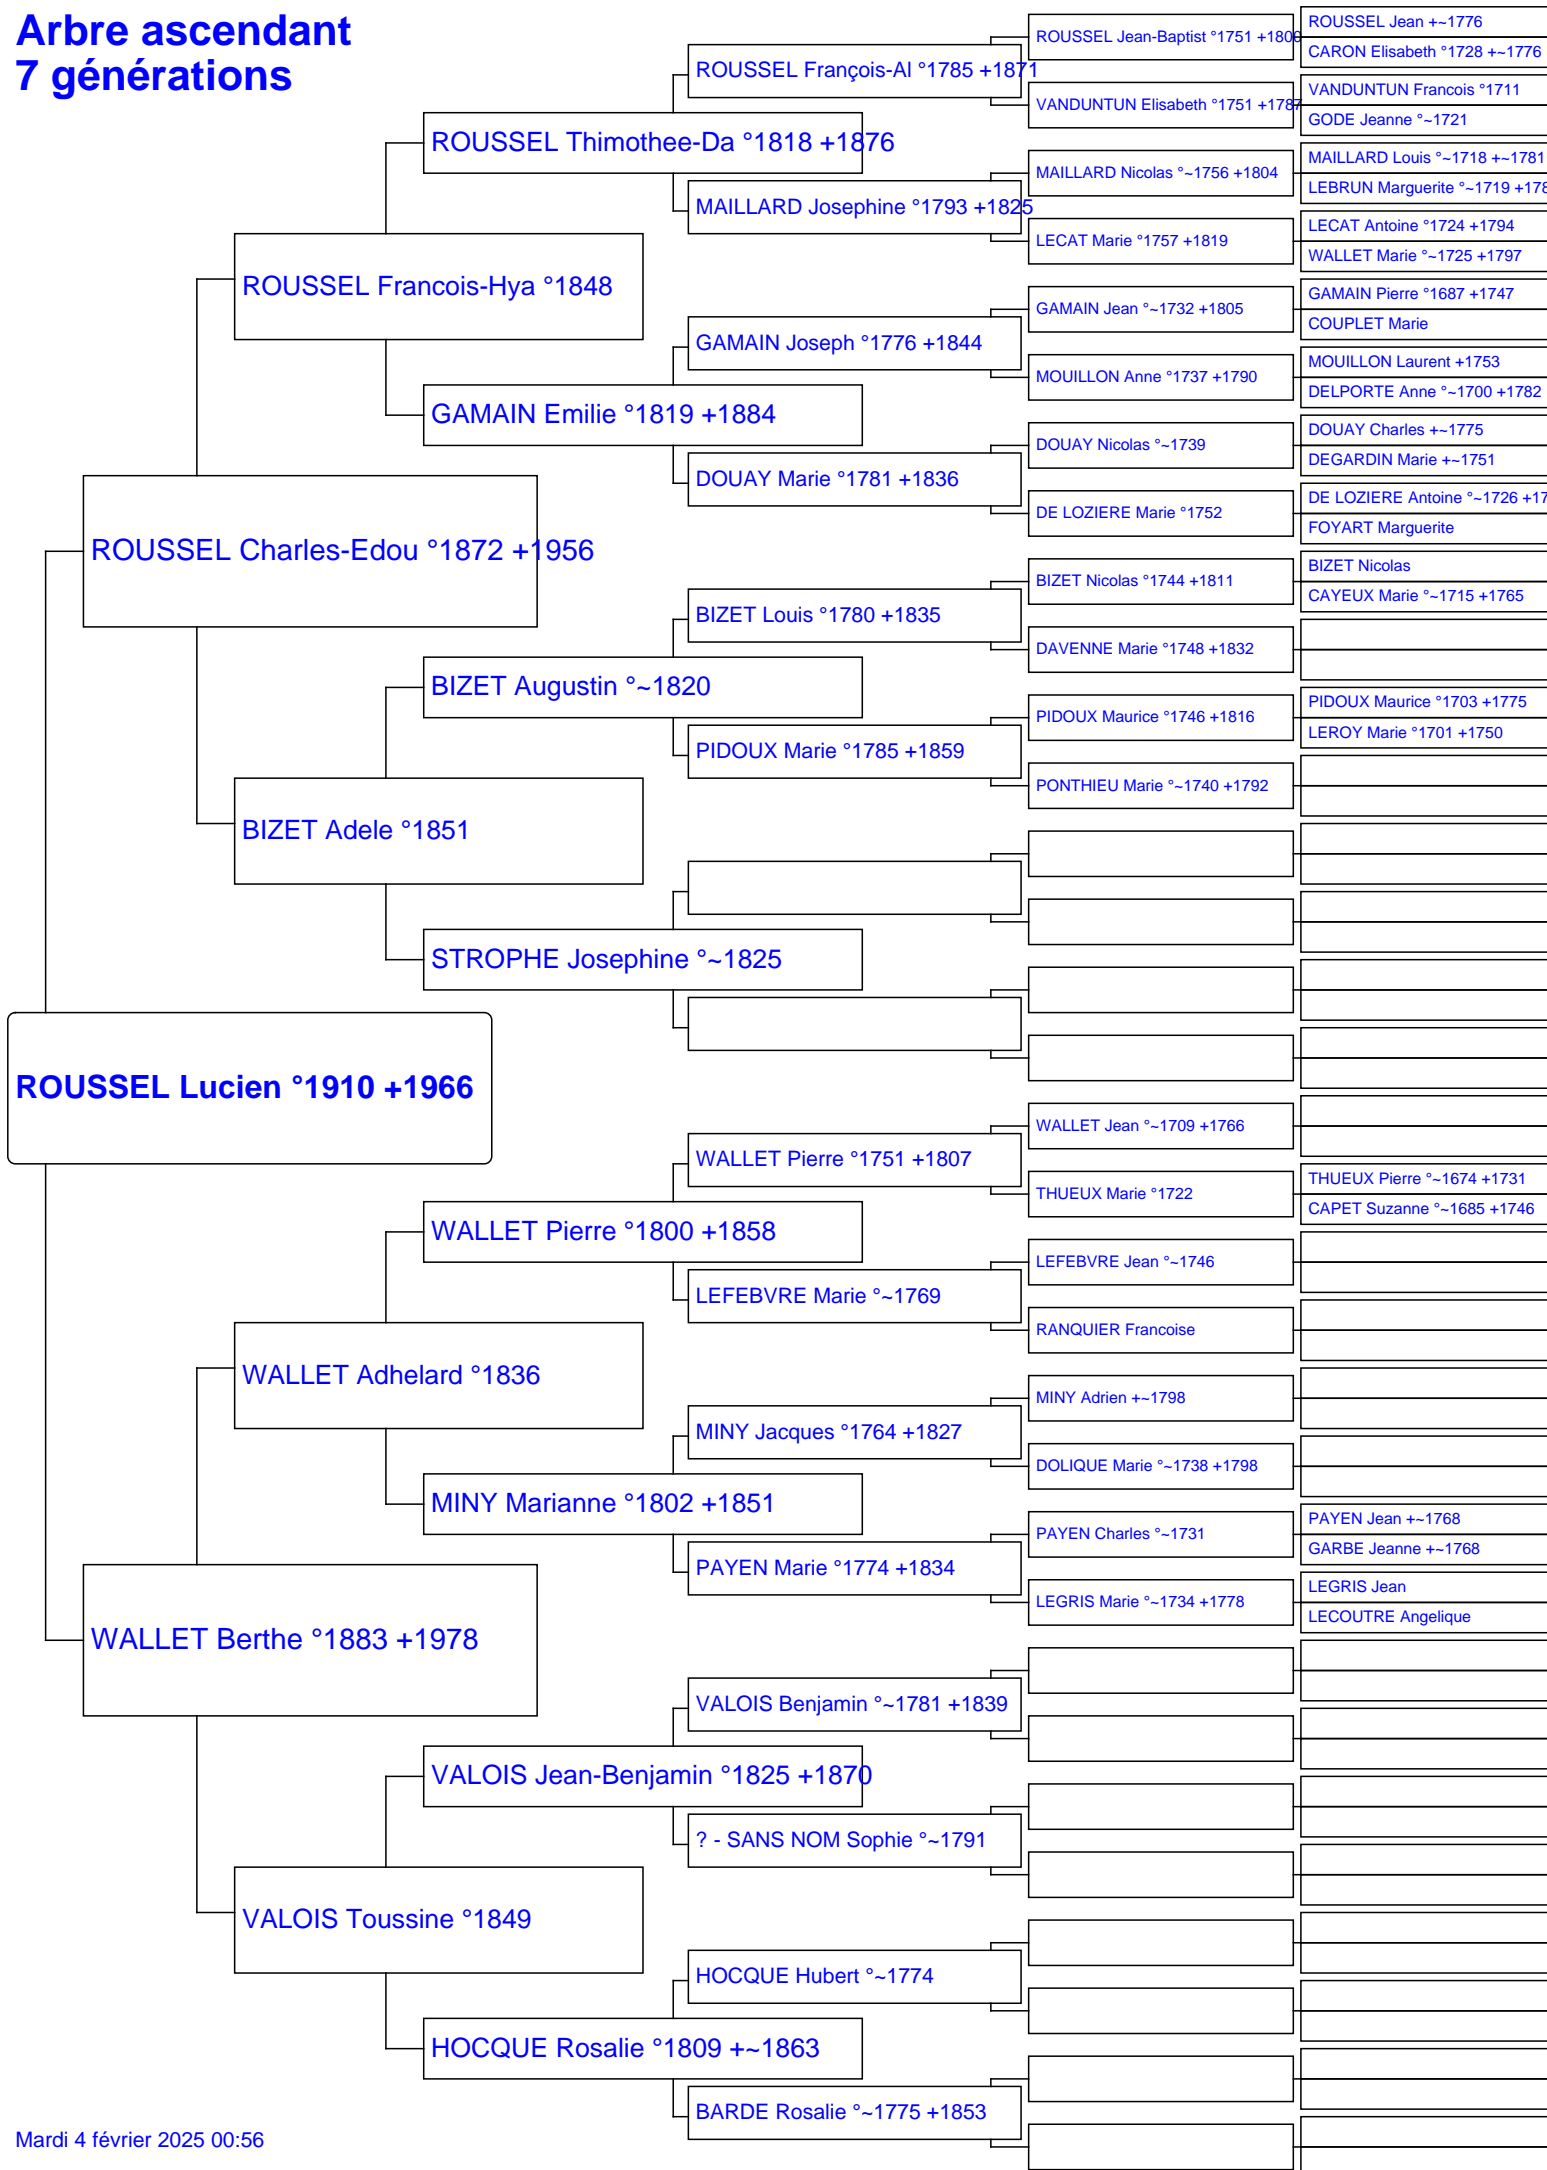 Arbre ascendant
7 générations
ROUSSEL Lucien °1910 +1966
ROUSSEL Charles-Edou °1872 +1956
WALLET Berthe °1883 +1978
ROUSSEL Francois-Hya °1848
BIZET Adele °1851
WALLET Adhelard °1836
VALOIS Toussine °1849
ROUSSEL Thimothee-Da °1818 +1876
GAMAIN Emilie °1819 +1884
BIZET Augustin °~1820
STROPHE Josephine °~1825
WALLET Pierre °1800 +1858
MINY Marianne °1802 +1851
VALOIS Jean-Benjamin °1825 +1870
HOCQUE Rosalie °1809 +~1863
ROUSSEL François-Al °1785 +1871
MAILLARD Josephine °1793 +1825
GAMAIN Joseph °1776 +1844
DOUAY Marie °1781 +1836
BIZET Louis °1780 +1835
PIDOUX Marie °1785 +1859
WALLET Pierre °1751 +1807
LEFEBVRE Marie °~1769
MINY Jacques °1764 +1827
PAYEN Marie °1774 +1834
VALOIS Benjamin °~1781 +1839
? - SANS NOM Sophie °~1791
HOCQUE Hubert °~1774
BARDE Rosalie °~1775 +1853
ROUSSEL Jean-Baptist °1751
VANDUNTUN Elisabeth °1751 +1787
MAILLARD Nicolas °~1756 +1804
LECAT Marie °1757 +1819
GAMAIN Jean °~1732 +1805
MOUILLON Anne °1737 +1790
DOUAY Nicolas °~1739
DE LOZIERE Marie °1752
BIZET Nicolas °1744 +1811
DAVENNE Marie °1748 +1832
PIDOUX Maurice °1746 +1816
PONTHIEU Marie °~1740 +1792
WALLET Jean °~1709 +1766
THUEUX Marie °1722
LEFEBVRE Jean °~1746
RANQUIER Francoise
MINY Adrien +~1798
DOLIQUE Marie °~1738 +1798
PAYEN Charles °~1731
LEGRIS Marie °~1734 +1778
ROUSSEL Jean +~1776
CARON Elisabeth °1728 +~1776
VANDUNTUN Francois °1711
GODE Jeanne °~1721
MAILLARD Louis °~1718 +~1781
LEBRUN Marguerite °~1719
LECAT Antoine °1724 +1794
WALLET Marie °~1725 +1797
GAMAIN Pierre °1687 +1747
COUPLET Marie
MOUILLON Laurent +1753
DELPORTE Anne °~1700 +1782
DOUAY Charles +~1775
DEGARDIN Marie +~1751
DE LOZIERE Antoine °~1726
FOYART Marguerite
BIZET Nicolas
CAYEUX Marie °~1715 +1765
PIDOUX Maurice °1703 +1775
LEROY Marie °1701 +1750
THUEUX Pierre °~1674 +1731
CAPET Suzanne °~1685 +1746
PAYEN Jean +~1768
GARBE Jeanne +~1768
LEGRIS Jean
LECOUTRE Angelique
Mardi 4 février 2025 00:56